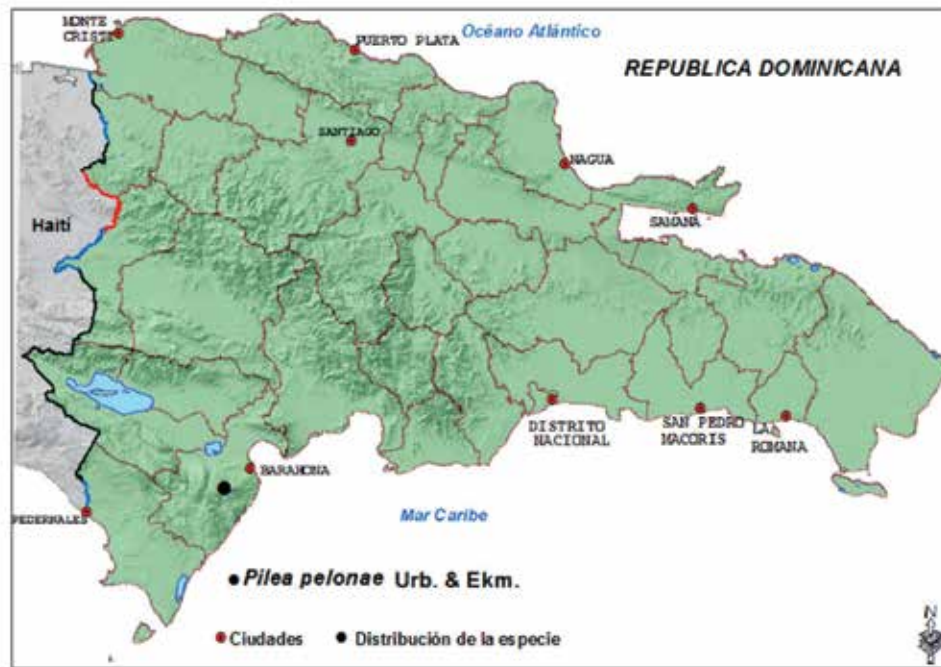 MONTE
CRISTI
PUERTO PLATA
Océano Atlántico
REPUBLICA DOMINICANA
SANTIAGO
NAGUA
SAMANA
Haití
DISTRITO
NACIONAL
SAN PEDRO
MACORIS
LA
ROMANA
BARAHONA
PEDERNALES
Mar Caribe
Pilea pelonae Urb. & Ekm.
Ciudades
Distribución de la especie
N